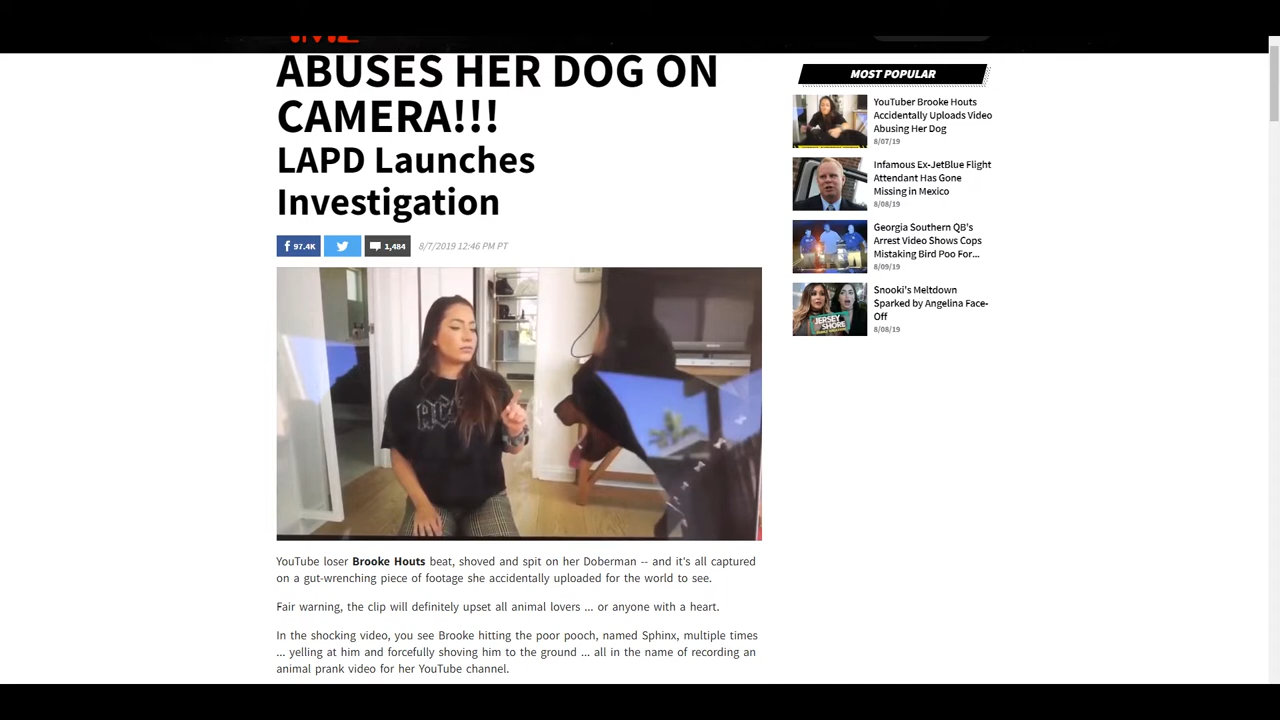 ABUSES HER DOG ON
CAMERA!!!
LAPD Launches
Investigation
97.4K
1,484
8/7/2019 12:46 PM PT
YouTube loser Brooke Houts beat, shoved and spit on her Doberman -- and it's all captured
on a gut-wrenching piece of footage she accidentally uploaded for the world to see.
Fair warning, the clip will definitely upset all animal lovers ... or anyone with a heart.
In the shocking video, you see Brooke hitting the poor pooch, named Sphinx, multiple times
... yelling at him and forcefully shoving him to the ground ... all in the name of recording an
animal prank video for her YouTube channel.
MOST POPULAR
YouTuber Brooke Houts
Accidentally Uploads Video
Abusing Her Dog
8/07/19
Infamous Ex-JetBlue Flight
Attendant Has Gone
Missing in Mexico
8/08/19
Georgia Southern QB's
Arrest Video Shows Cops
Mistaking Bird Poo For...
8/09/19
JERSEY
SHORE
Snooki's Meltdown
Sparked by Angelina Face-
Off
8/08/19